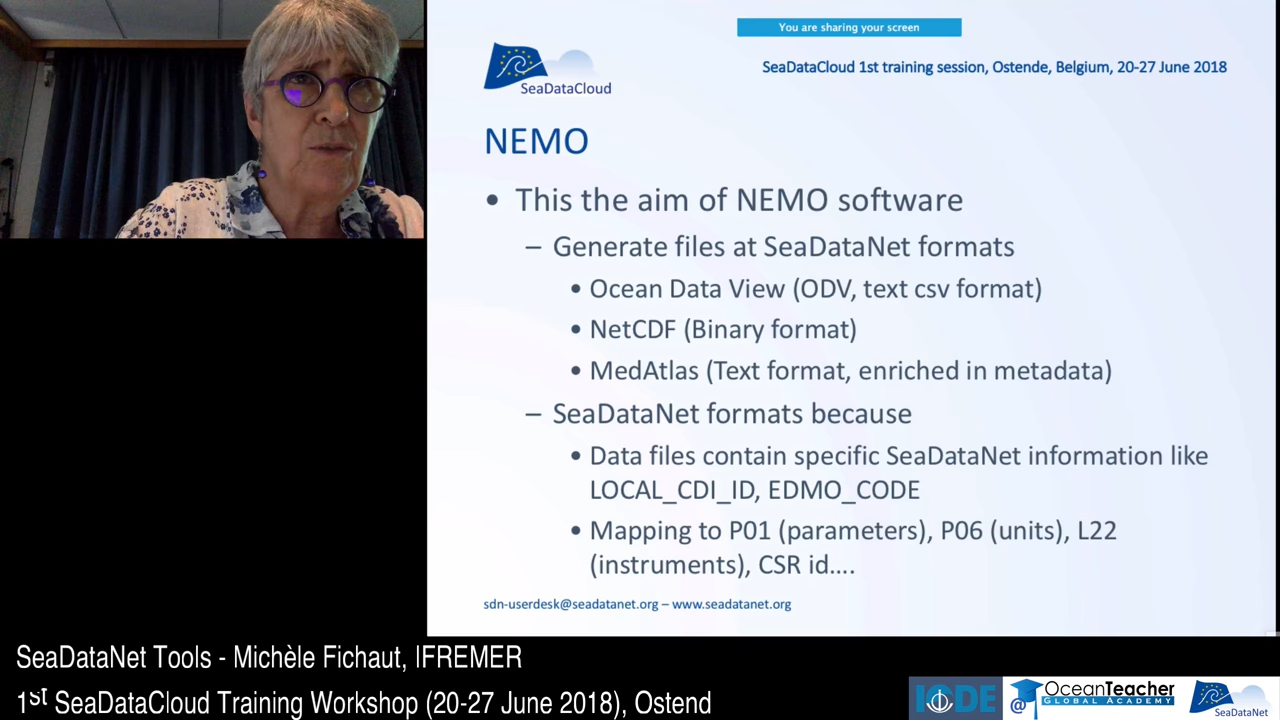 You are sharing your screen
SeaDataCloud
SeaDataCloud 1st training session, Ostende, Belgium, 20-27 June 2018
NEMO
• This the aim of NEMO software
– Generate files at SeaDataNet formats
• Ocean Data View (ODV, text csv format)
• NetCDF (Binary format)
• MedAtlas (Text format, enriched in metadata)
– SeaDataNet formats because
• Data files contain specific SeaDataNet information like
LOCAL_CDI_ID, EDMO_CODE
• Mapping to P01 (parameters), P06 (units), L22
(instruments), CSR id....
sdn-userdesk@seadatanet.org – www.seadatanet.org
SeaDataNet Tools - Michèle Fichaut, IFREMER
1st SeaDataCloud Training Workshop (20-27 June 2018), Ostend
IODE
@
OceanTeacher
GLOBAL ACADEMY
SeaDataNet